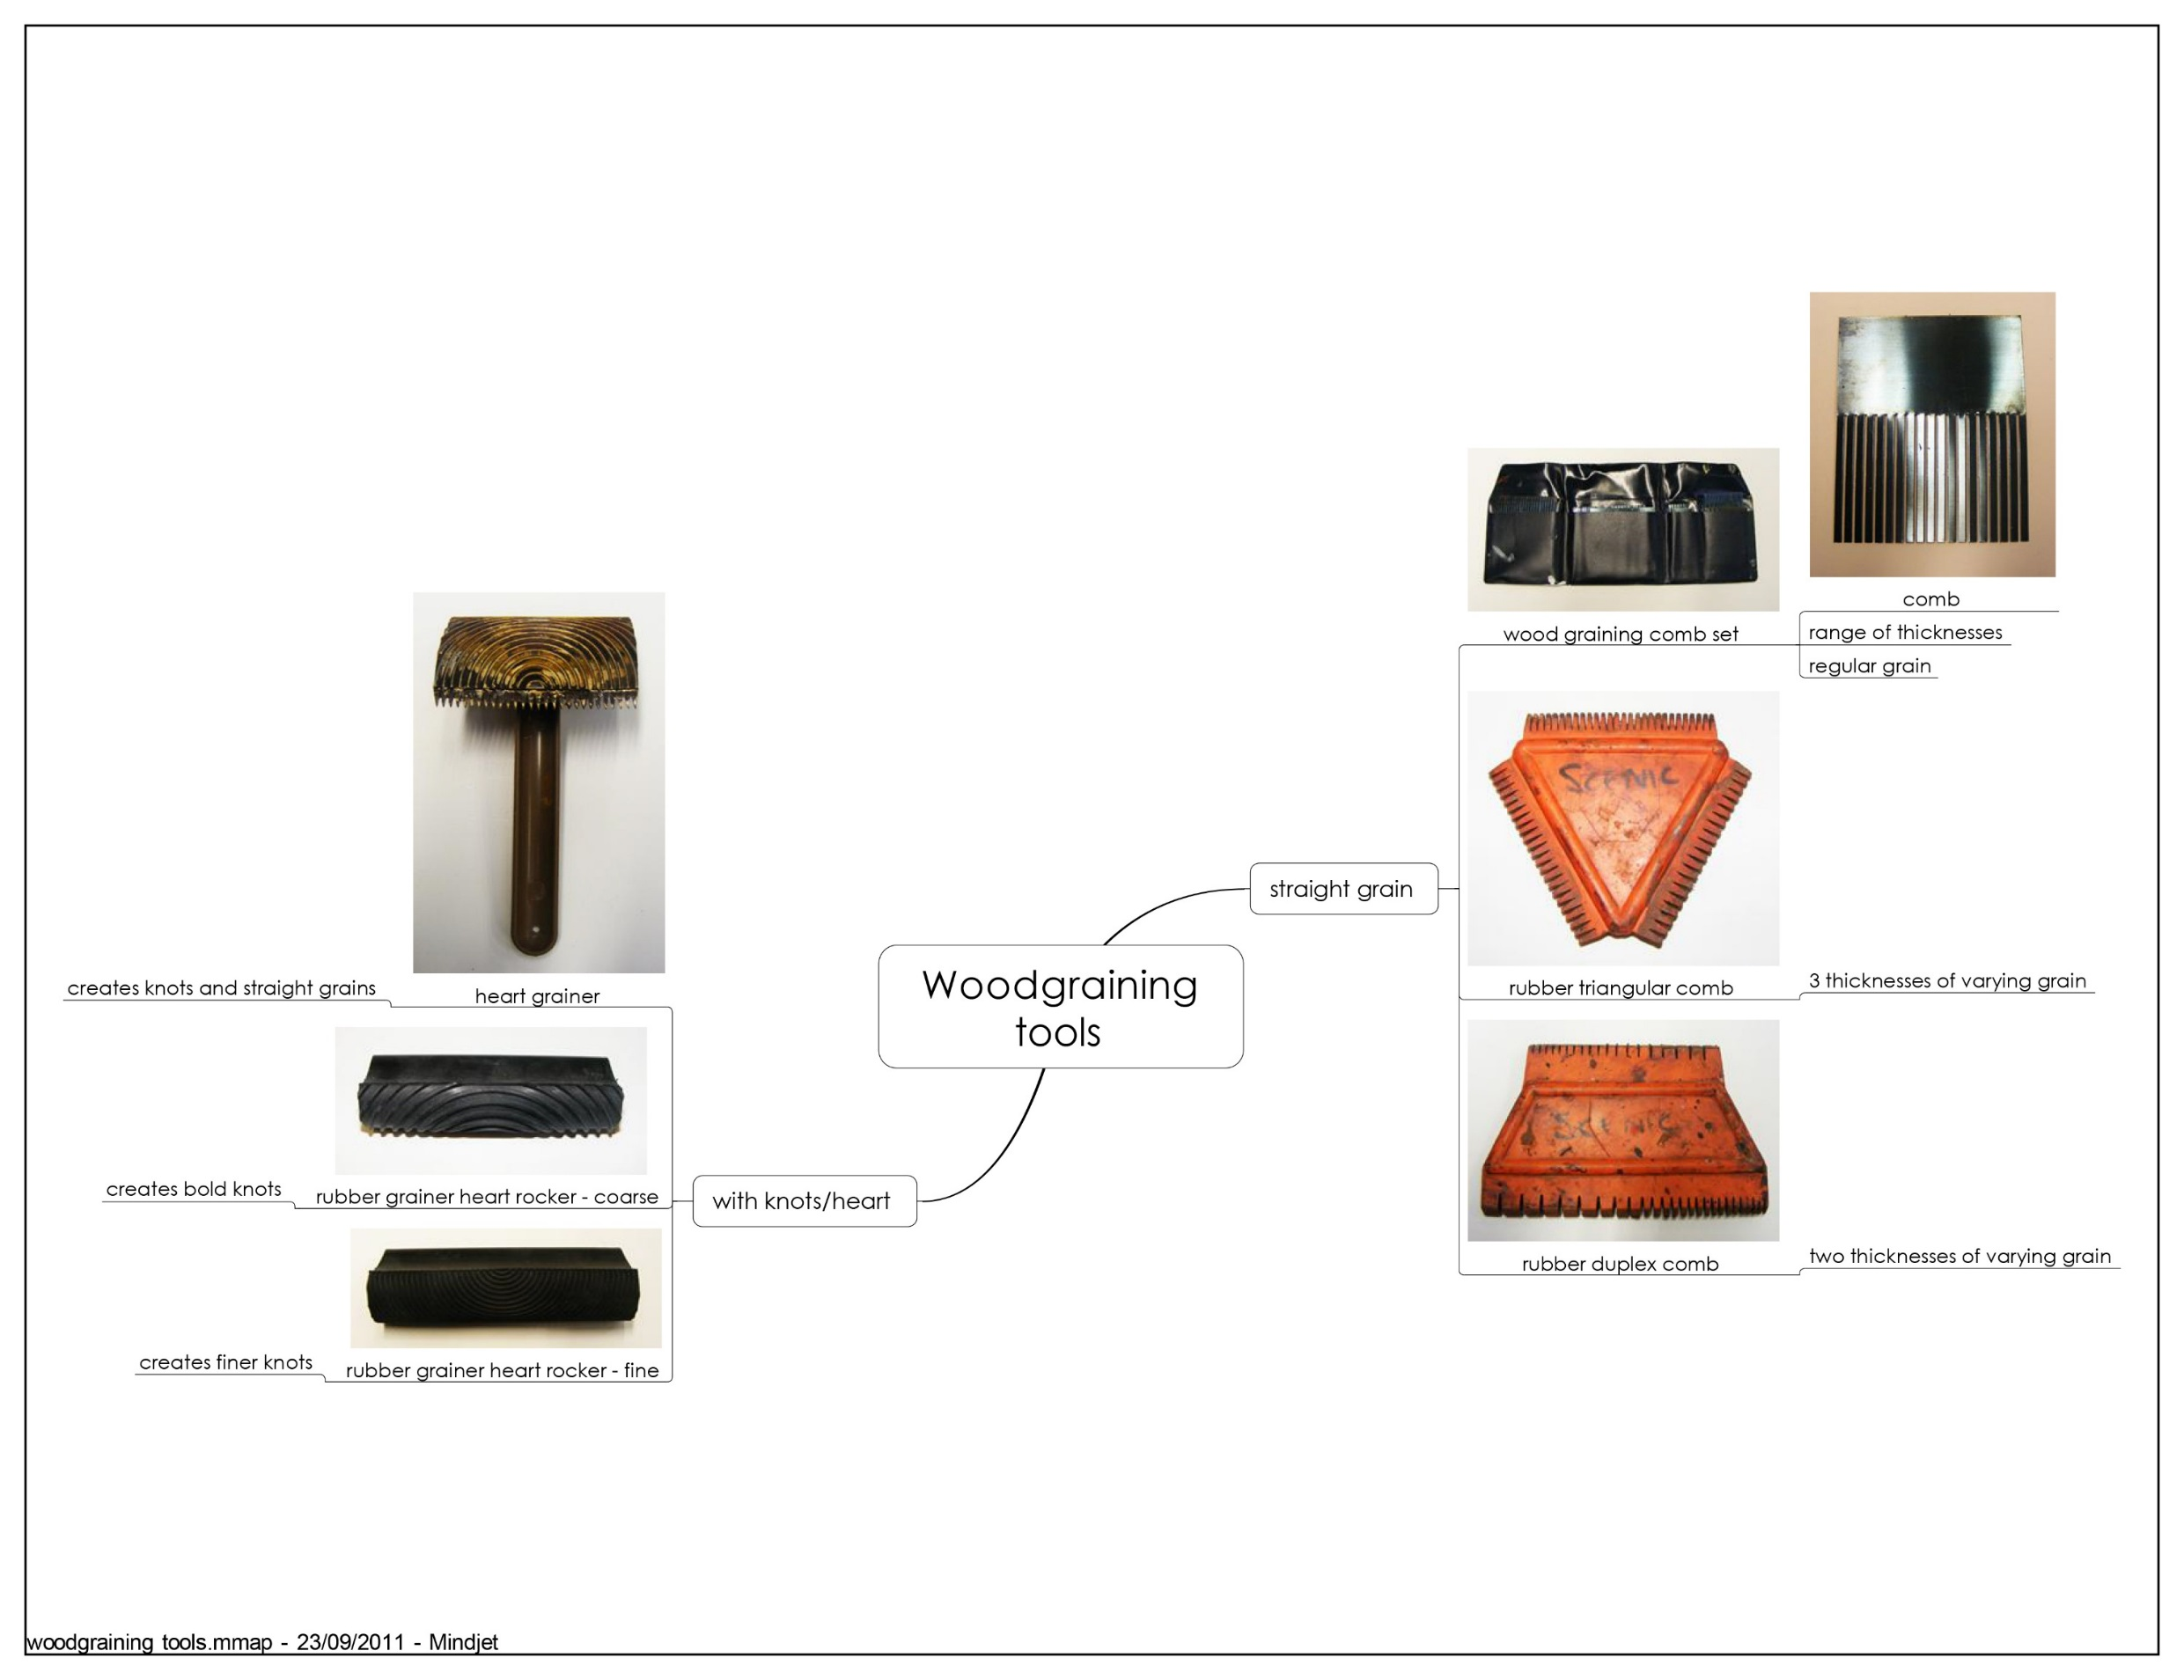 Woodgraining
tools
straight grain
wood graining comb set
comb
range of thicknesses
regular grain
SCENIC
rubber triangular comb
3 thicknesses of varying grain
SCENIC
rubber duplex comb
two thicknesses of varying grain
with knots/heart
heart grainer
creates knots and straight grains
rubber grainer heart rocker - coarse
creates bold knots
rubber grainer heart rocker - fine
creates finer knots
woodgraining tools.mmap - 23/09/2011 - Mindjet